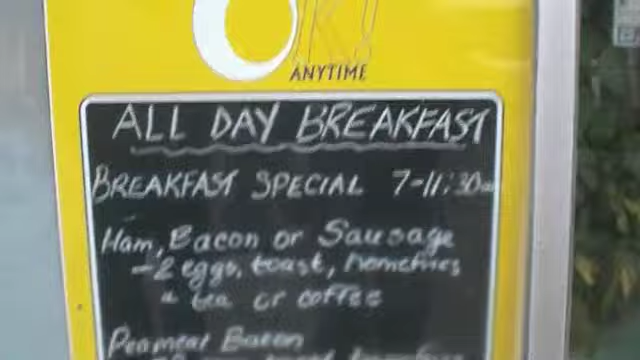 ANYTIME
ALL DAY BREAKFAST
BREAKFAST SPECIAL 7-11:30am
Ham, Bacon or Sausage
-2 eggs, toast, homefries
& tea or coffee
Peameal Bacon